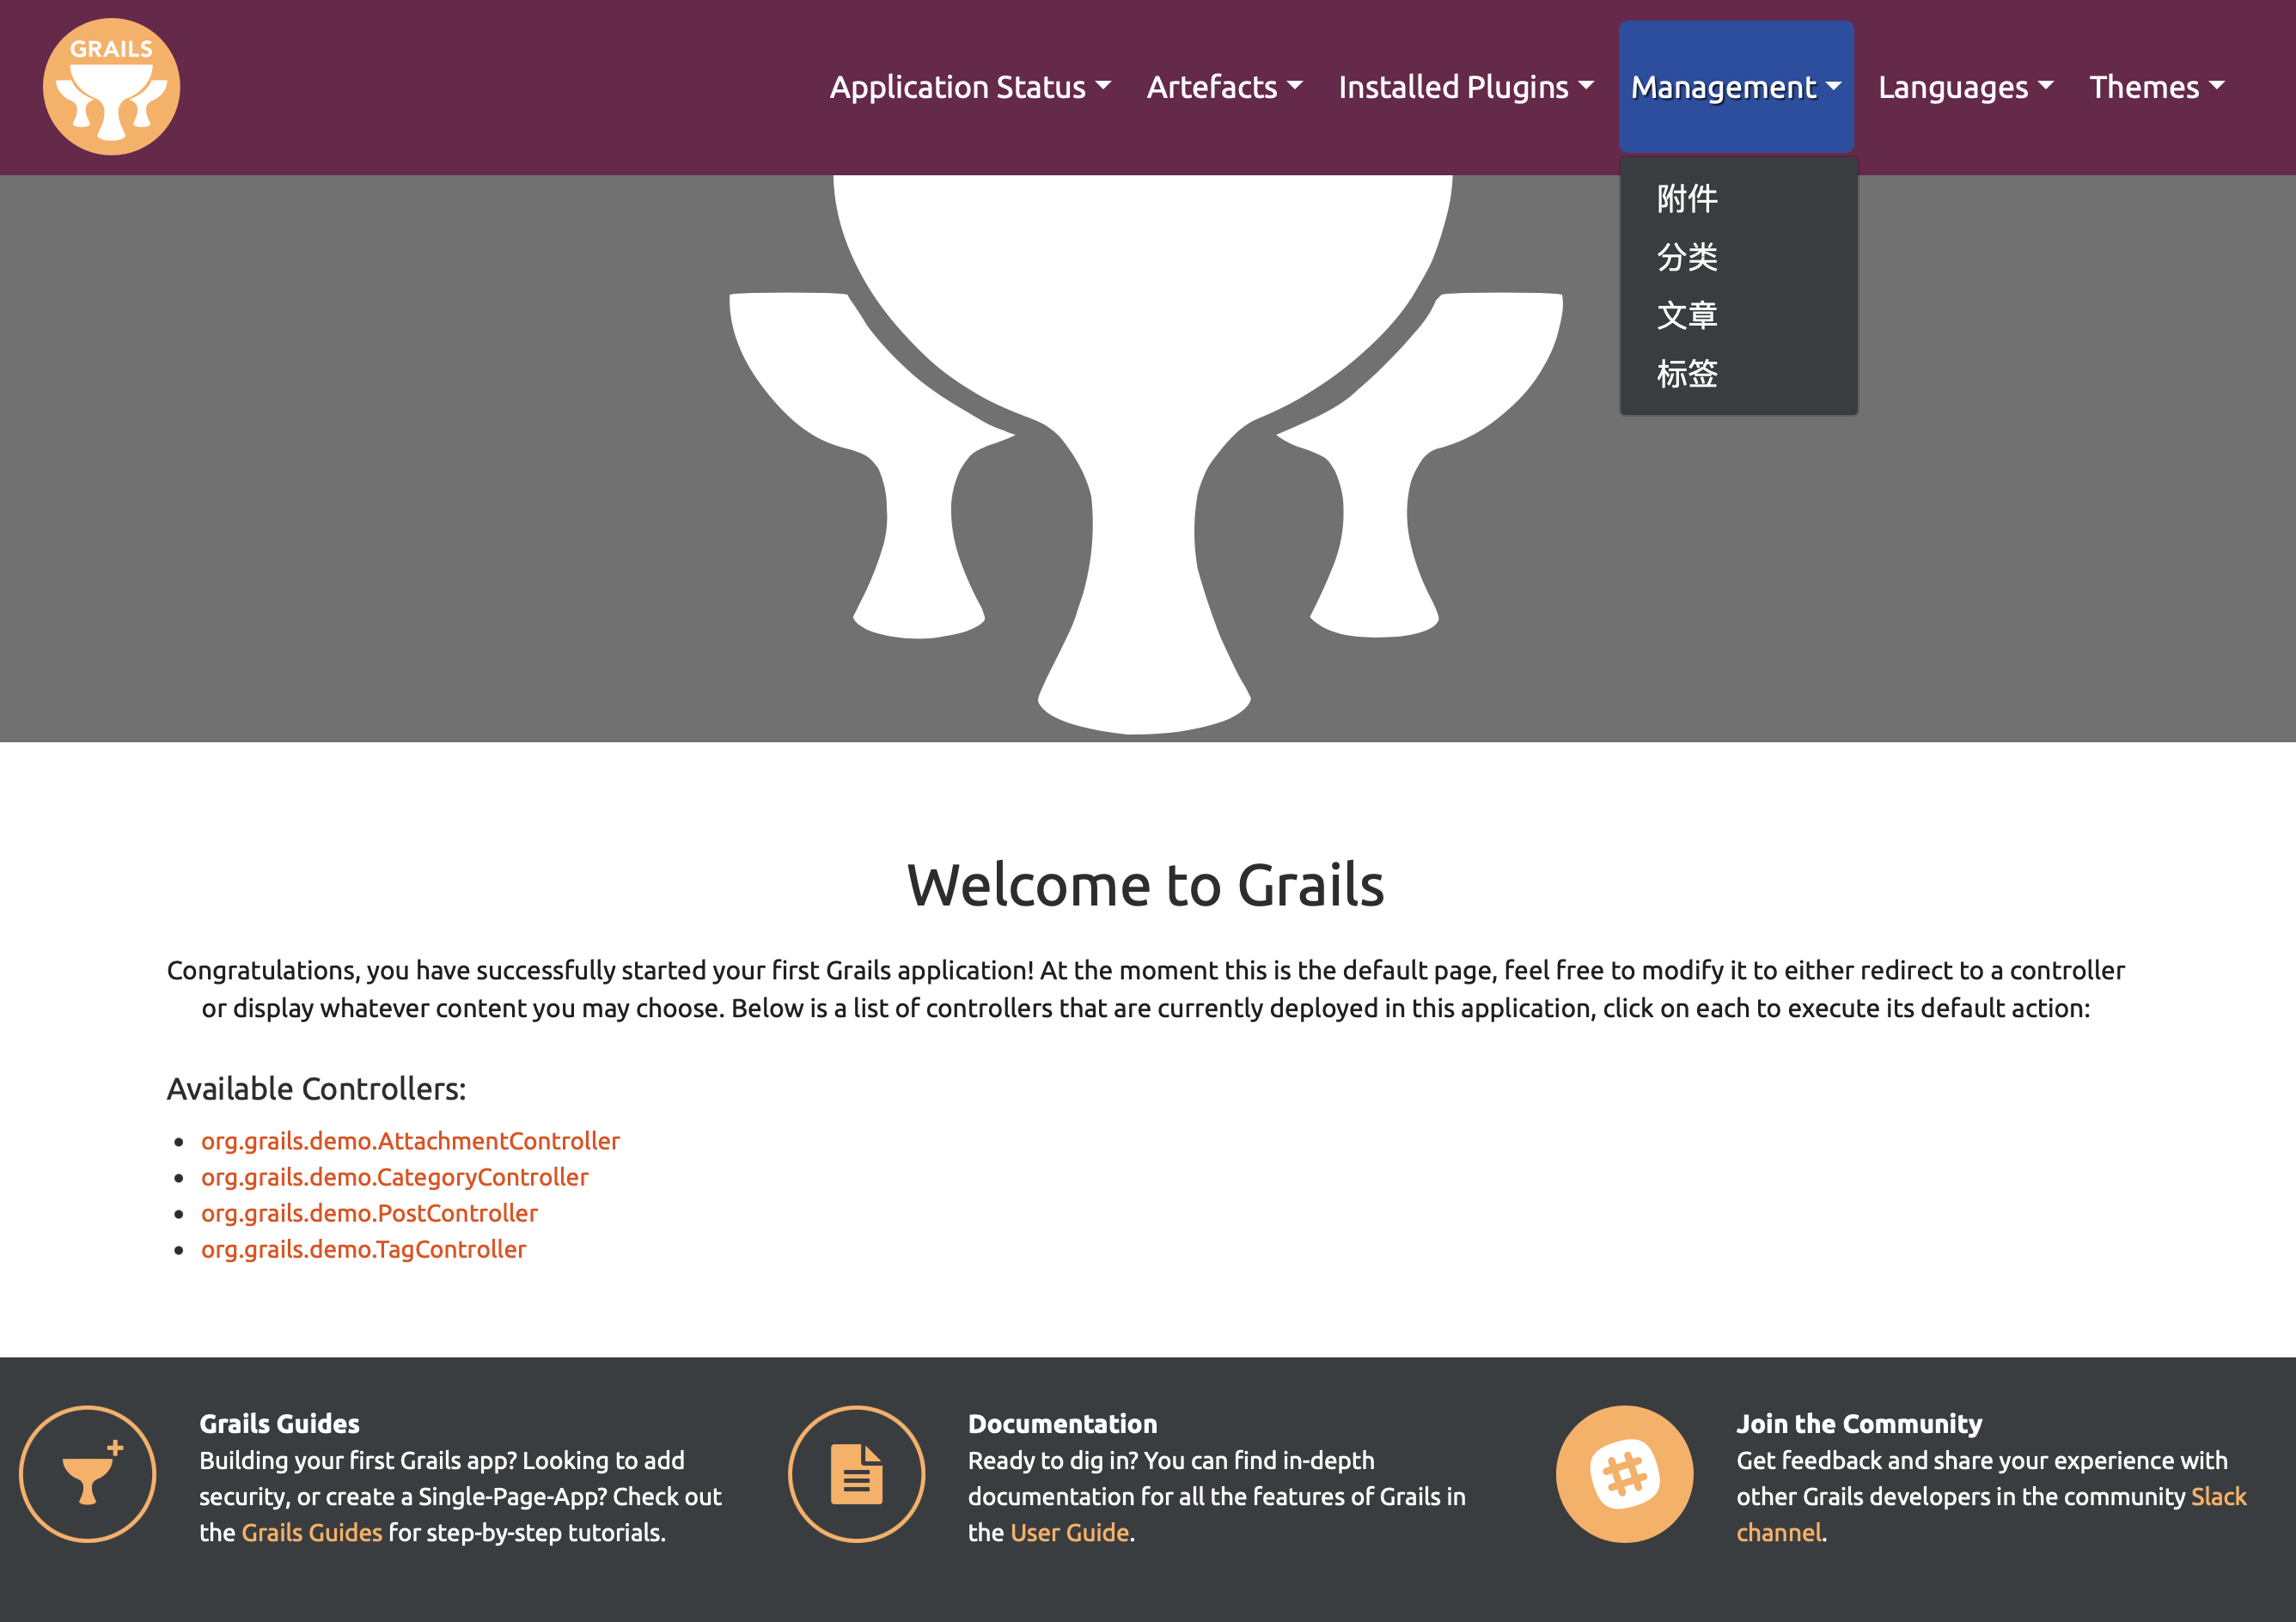 GRAILS
Application Status
Artefacts
Installed Plugins
Management
Languages
Themes
附件
分类
文章
标签
Welcome to Grails
Congratulations, you have successfully started your first Grails application! At the moment this is the default page, feel free to modify it to either redirect to a controller
or display whatever content you may choose. Below is a list of controllers that are currently deployed in this application, click on each to execute its default action:
Available Controllers:
org.grails.demo.AttachmentController
org.grails.demo.CategoryController
org.grails.demo.PostController
org.grails.demo.TagController
Grails Guides
Building your first Grails app? Looking to add
security, or create a Single-Page-App? Check out
the Grails Guides for step-by-step tutorials.
Documentation
Ready to dig in? You can find in-depth
documentation for all the features of Grails in
the User Guide.
Join the Community
Get feedback and share your experience with
other Grails developers in the community Slack
channel.